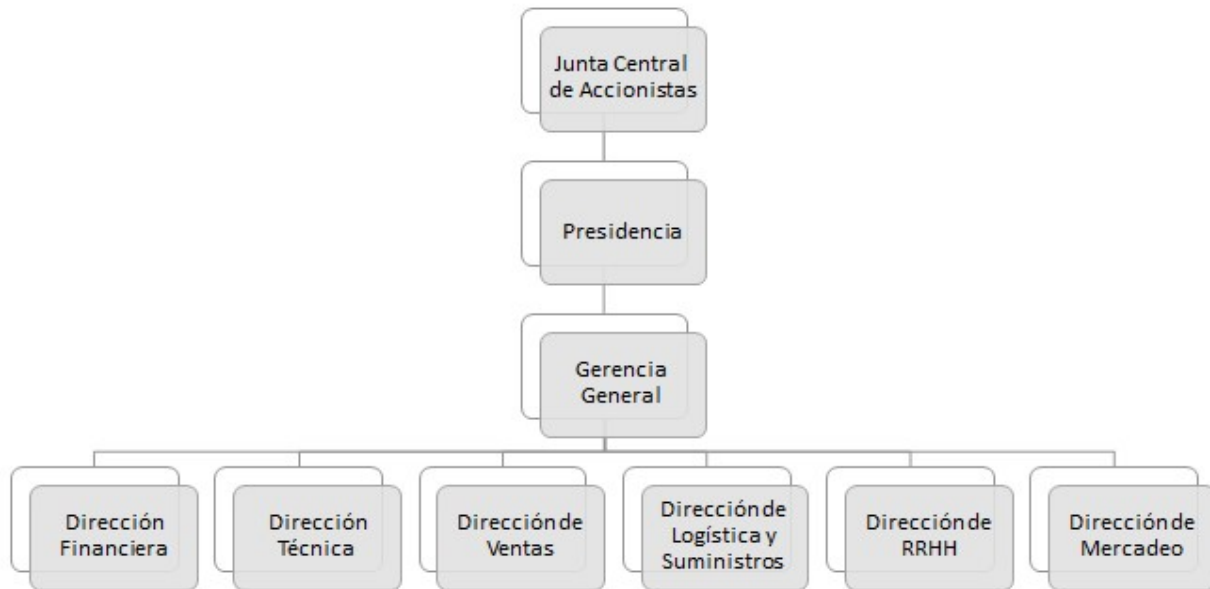 Junta Central
de Accionistas
Presidencia
Gerencia
General
Dirección
Financiera
Dirección
Técnica
Dirección de
Ventas
Dirección de
Logística y
Suministros
Dirección de
RRHH
Dirección de
Mercadeo